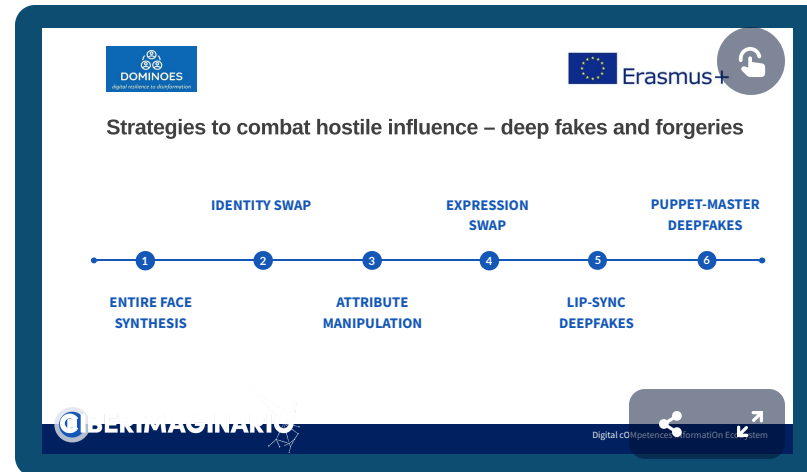 DOMINOES
digital resilience to disinformation
Erasmus+
Strategies to combat hostile influence – deep fakes and forgeries
IDENTITY SWAP
EXPRESSION
SWAP
PUPPET-MASTER
DEEPFAKES
1
2
3
4
5
6
ENTIRE FACE
SYNTHESIS
ATTRIBUTE
MANIPULATION
LIP-SYNC
DEEPFAKES
CIBERIMAGINARIO
Digital cOMpetences InformatiOn EcoSystem